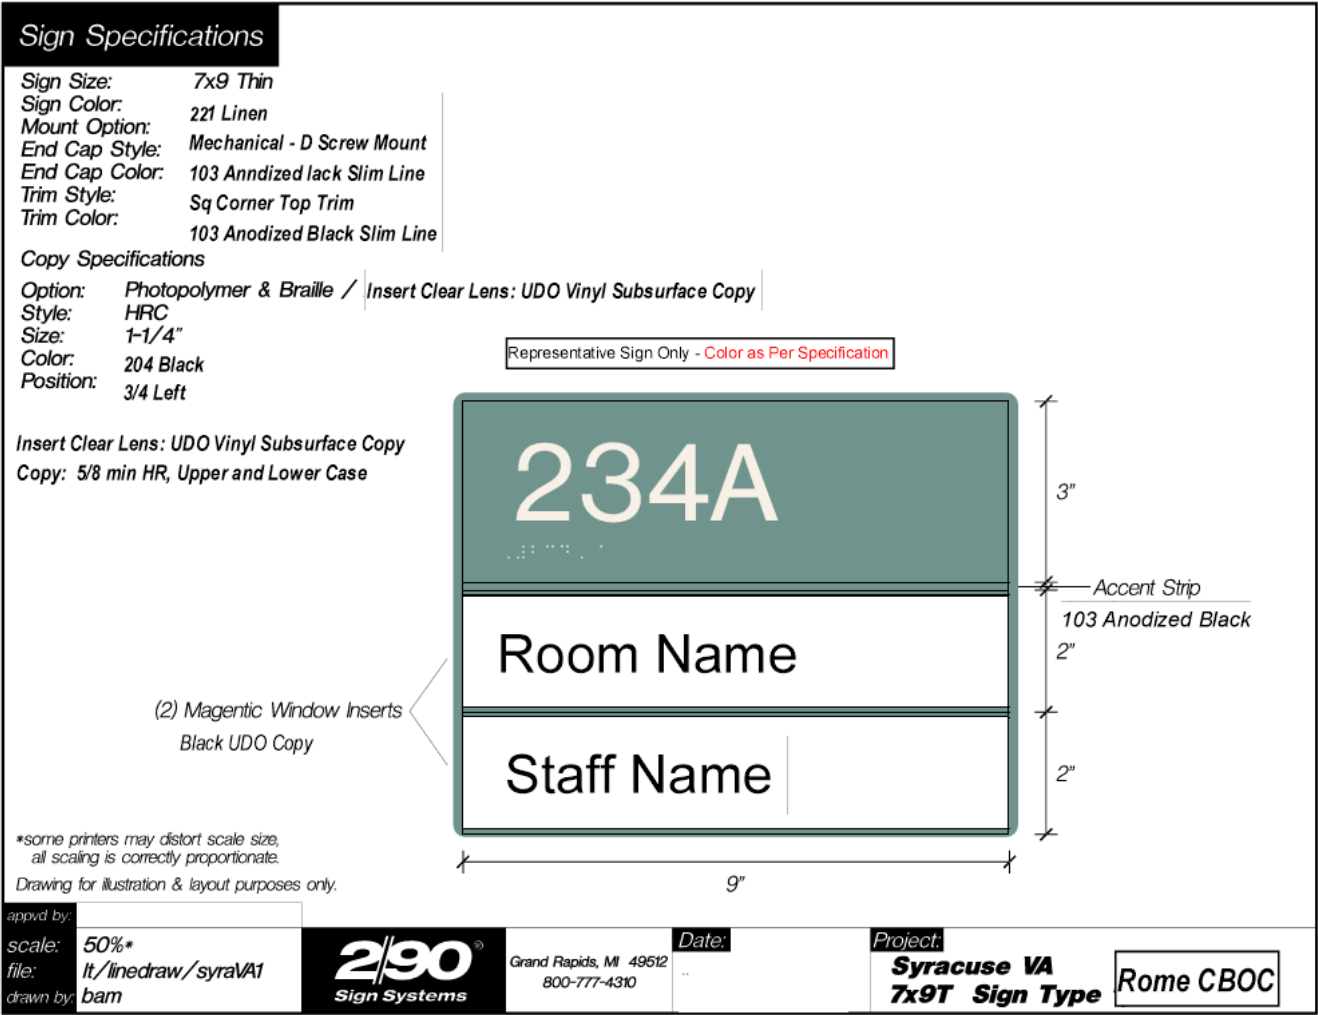 Sign Specifications
Sign Size: 7x9 Thin
Sign Color: 221 Linen
Mount Option: Mechanical - D Screw Mount
End Cap Style:
End Cap Color: 103 Anndized lack Slim Line
Trim Style: Sq Corner Top Trim
Trim Color: 103 Anodized Black Slim Line
Copy Specifications
Option: Photopolymer & Braille / Insert Clear Lens: UDO Vinyl Subsurface Copy
Style: HRC
Size: 1-1/4"
Color: 204 Black
Position: 3/4 Left
Insert Clear Lens: UDO Vinyl Subsurface Copy
Copy: 5/8 min HR, Upper and Lower Case
Representative Sign Only - Color as Per Specification
234A
3"
Accent Strip
103 Anodized Black
Room Name
2"
(2) Magentic Window Inserts
Black UDO Copy
Staff Name
2"
9"
*some printers may distort scale size,
all scaling is correctly proportionate.
Drawing for illustration & layout purposes only.
appvd by:
scale: 50%*
file: lt/linedraw/syraVA1
drawn by: bam
2/90®
Sign Systems
Grand Rapids, MI 49512
800-777-4310
Date:
..
Project:
Syracuse VA
7x9T Sign Type
Rome CBOC